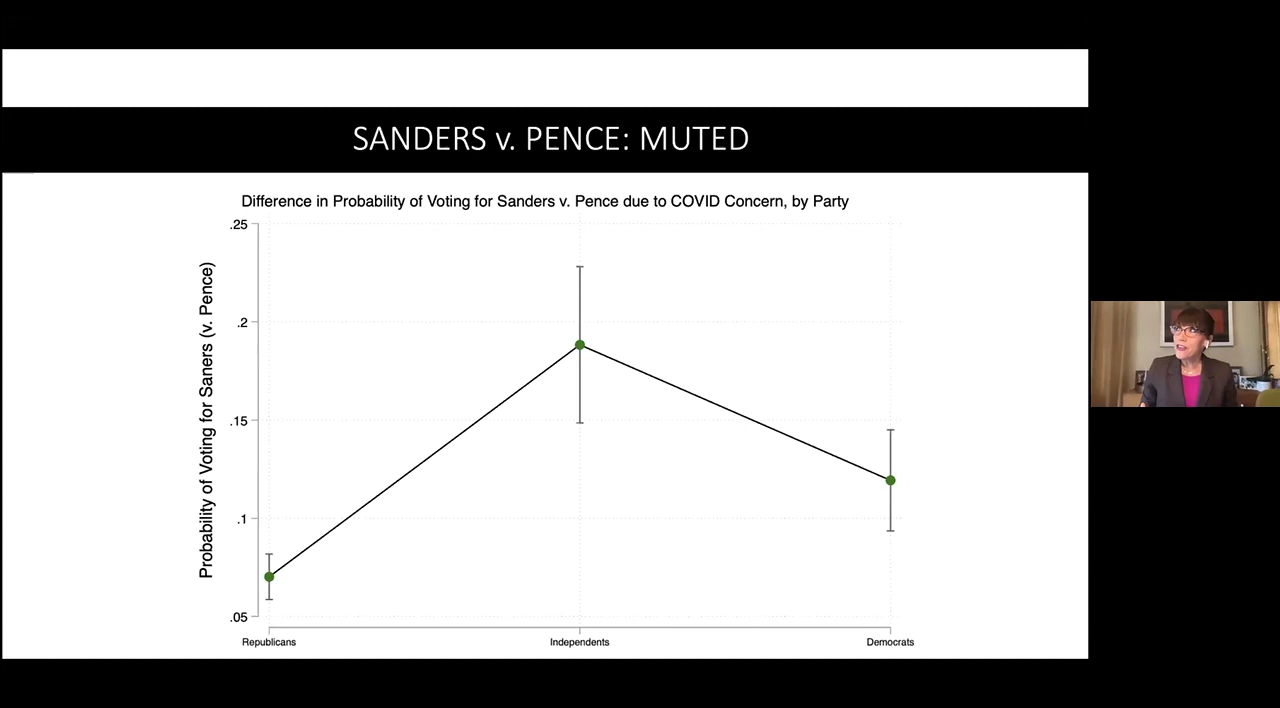 SANDERS v. PENCE: MUTED
Difference in Probability of Voting for Sanders v. Pence due to COVID Concern, by Party
Probability of Voting for Saners (v. Pence)
.25
.2
.15
.1
.05
Republicans
Independents
Democrats